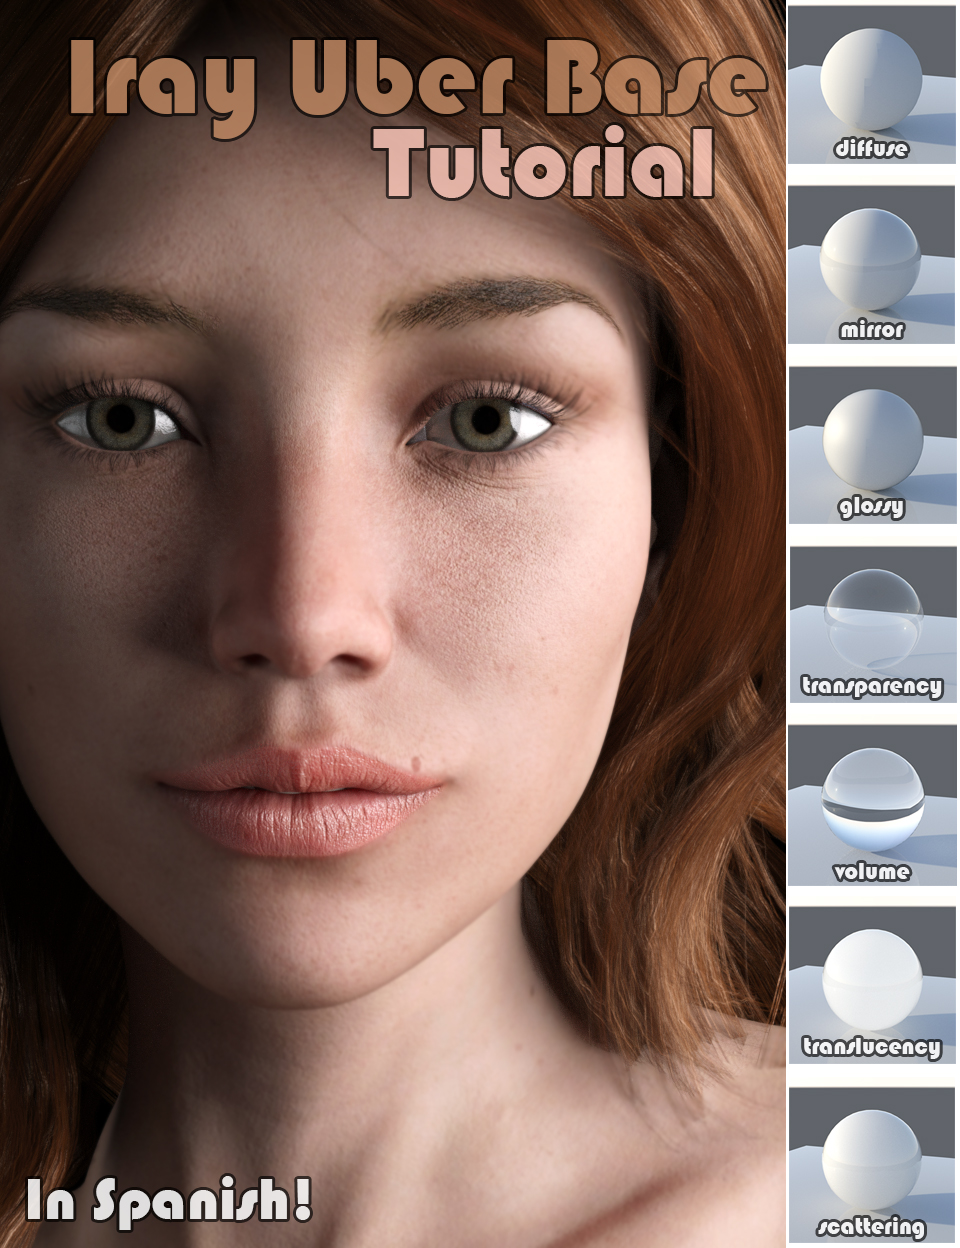 Iray Uber Base
Tutorial
diffuse
mirror
glossy
transparency
volume
translucency
scattering
In Spanish!